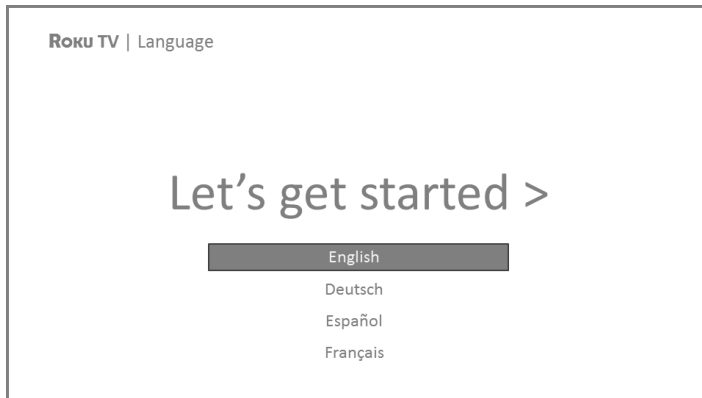 Roku TV | Language
Let's get started >
English
Deutsch
Español
Français